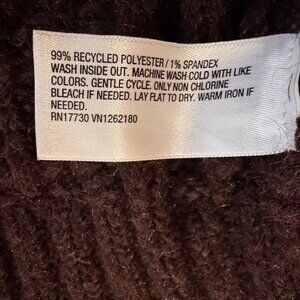 99% RECYCLED POLYESTER / 1% SPANDEX
WASH INSIDE OUT. MACHINE WASH COLD WITH LIKE
COLORS. GENTLE CYCLE. ONLY NON CHLORINE
BLEACH IF NEEDED. LAY FLAT TO DRY. WARM IRON IF
NEEDED.
RN17730 VN1262180